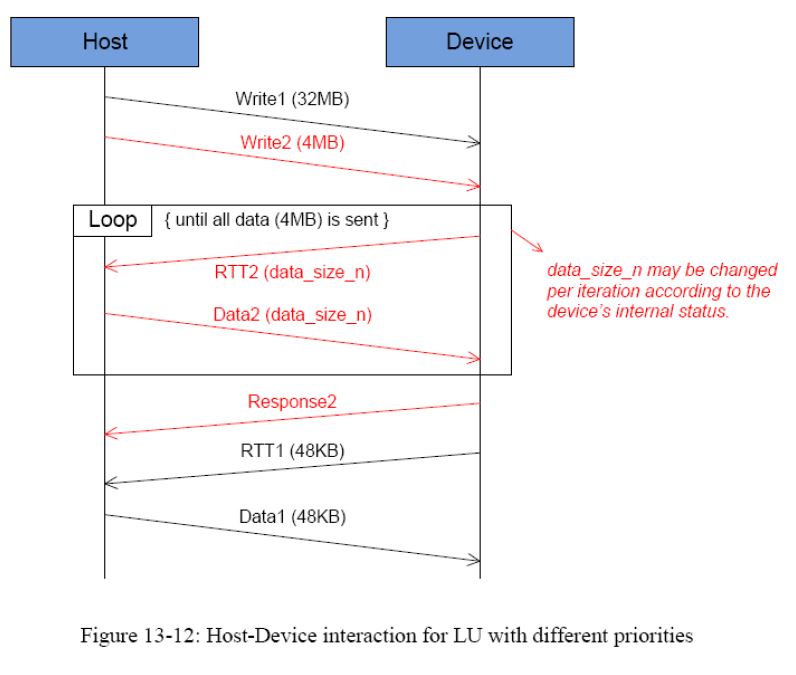 Host
Device
Write1 (32MB)
Write2 (4MB)
Loop
{ until all data (4MB) is sent }
RTT2 (data_size_n)
Data2 (data_size_n)
data_size_n may be changed
per iteration according to the
device's internal status.
Response2
RTT1 (48KB)
Data1 (48KB)
Figure 13-12: Host-Device interaction for LU with different priorities